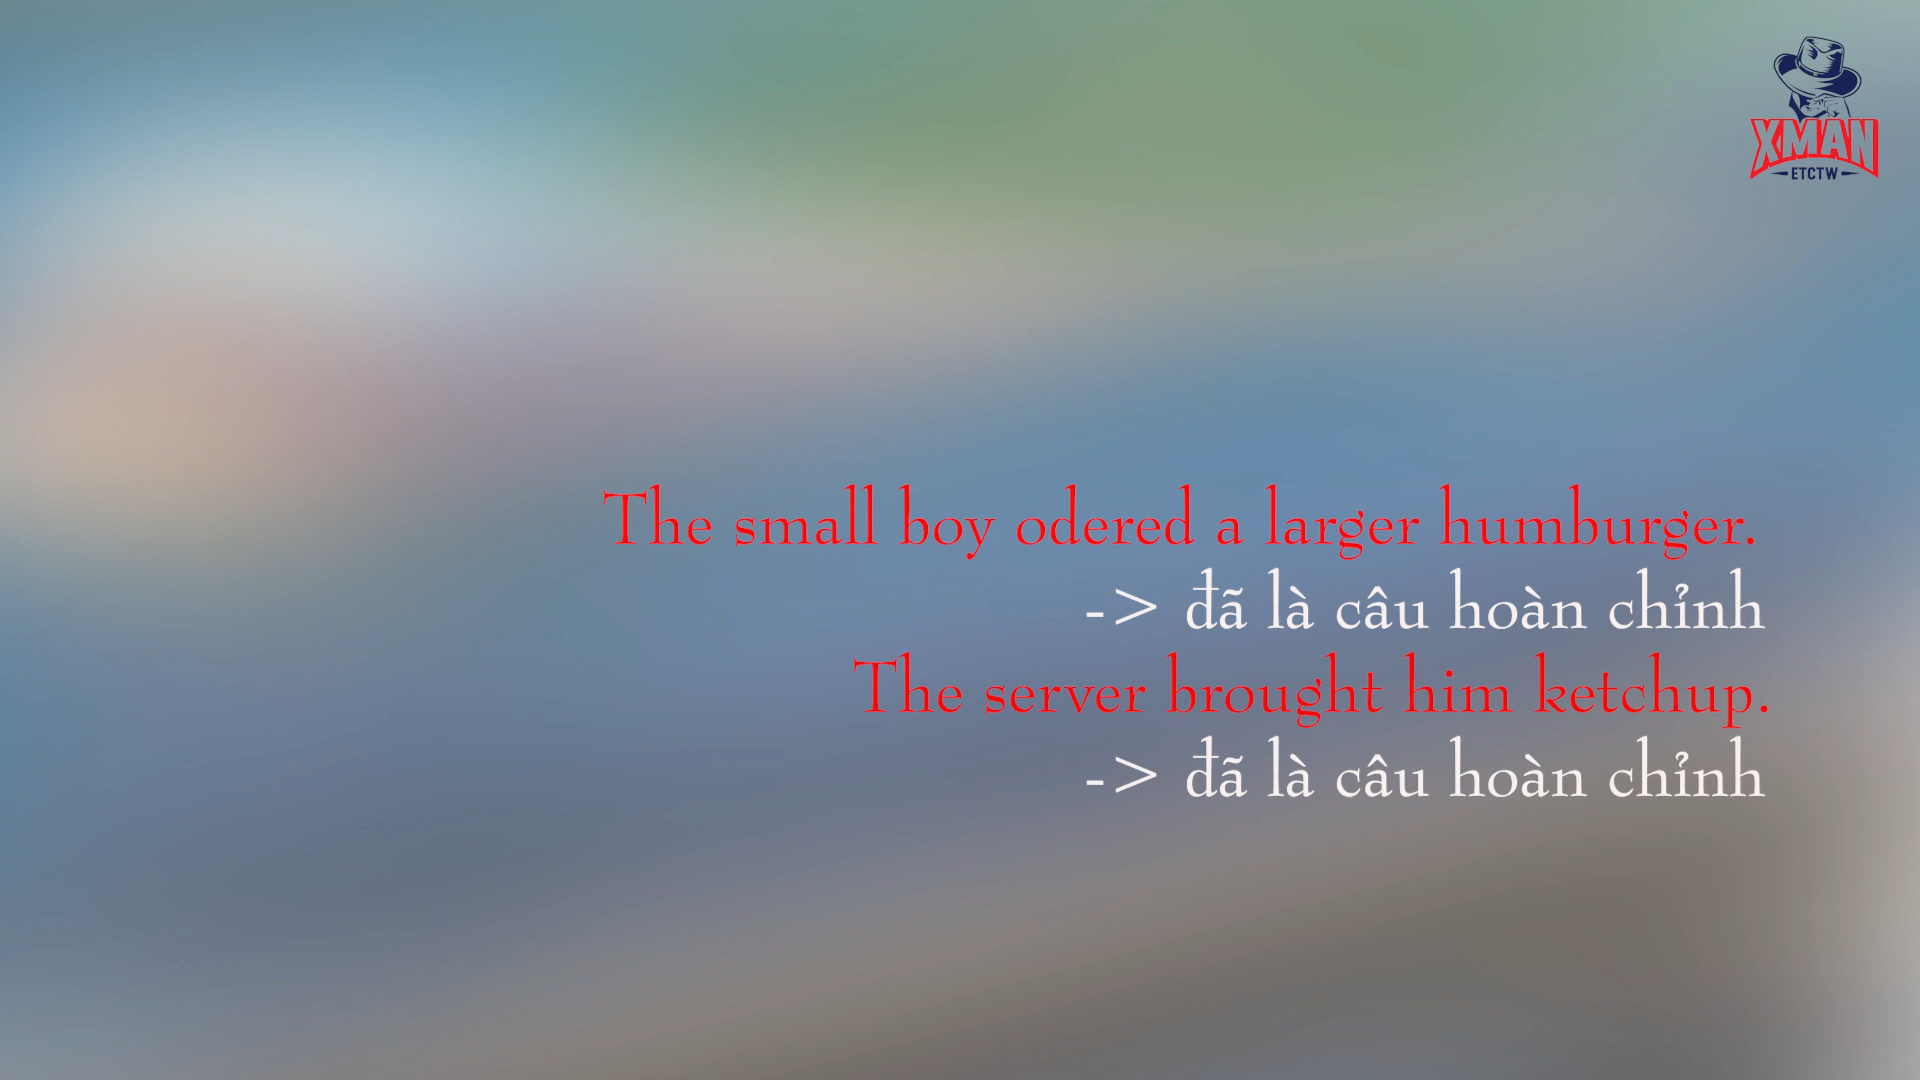 XMAN
ETCTW
The small boy odered a larger humburger.
-> đã là câu hoàn chỉnh
The server brought him ketchup.
-> đã là câu hoàn chỉnh